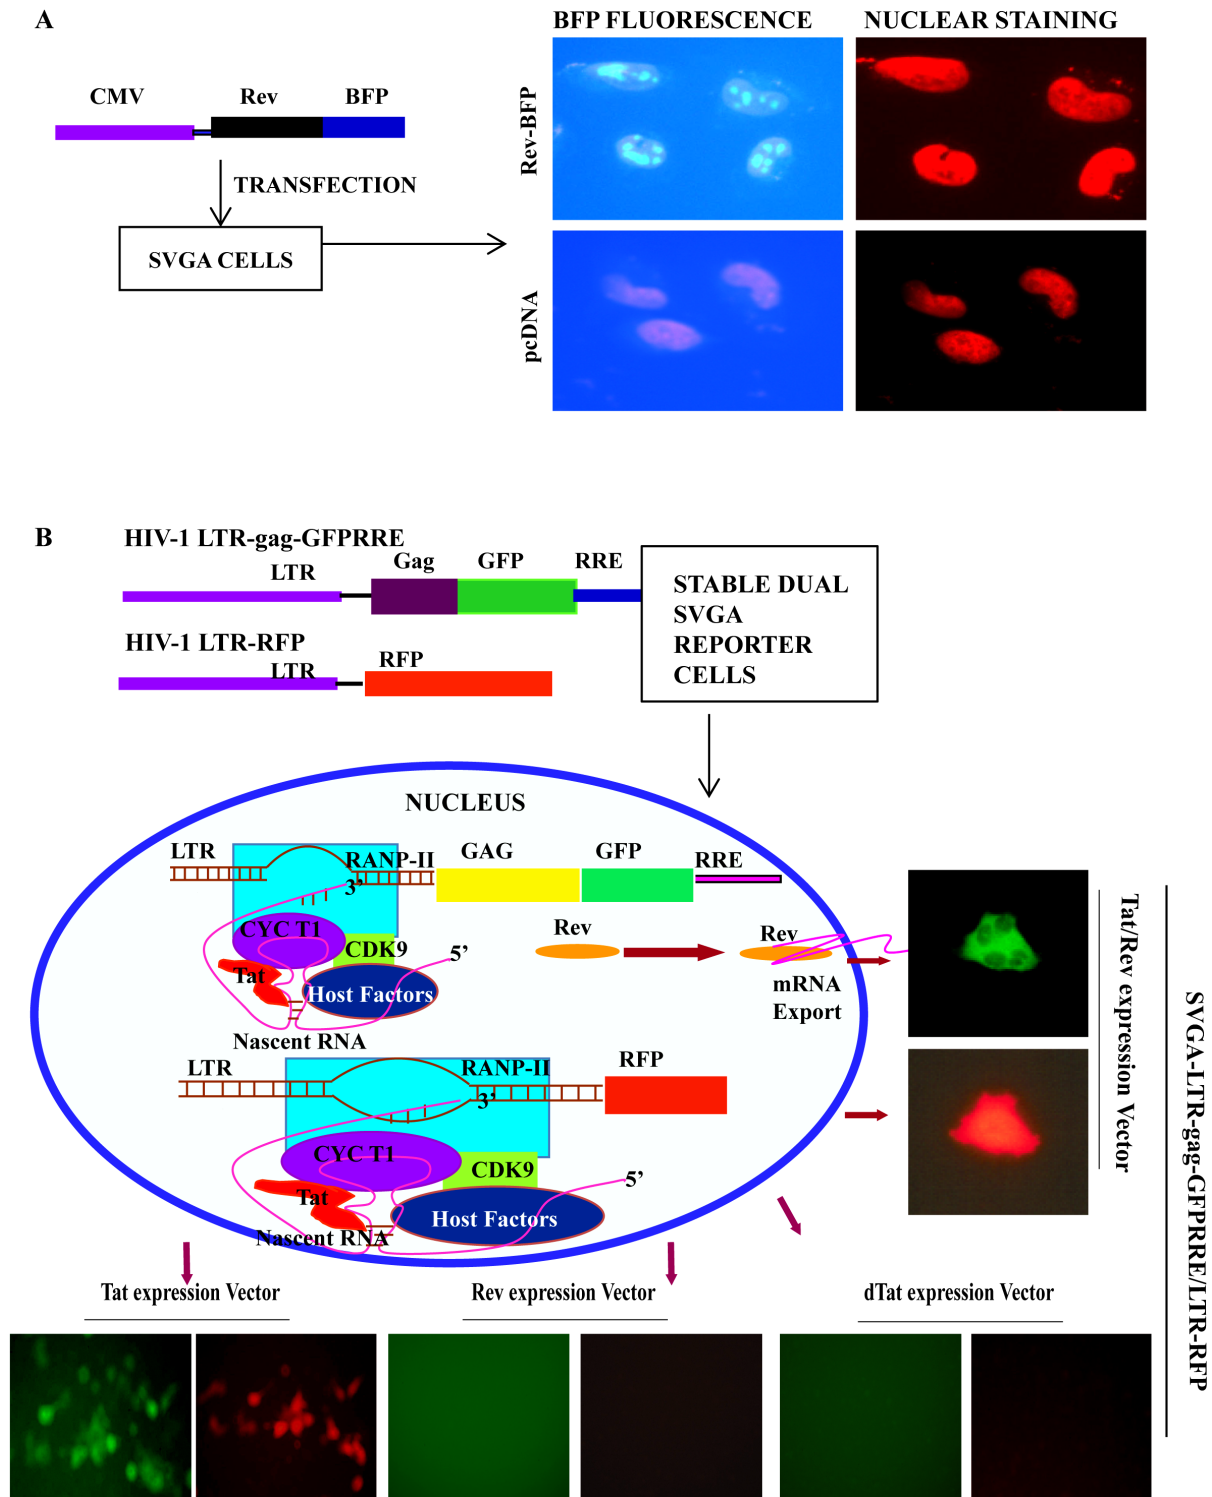 A
BFP FLUORESCENCE
NUCLEAR STAINING
CMV
Rev
BFP
TRANSFECTION
SVGA CELLS
Rev-BFP
pcDNA
B
HIV-1 LTR-gag-GFPRRE
LTR
Gag
GFP
RRE
HIV-1 LTR-RFP
LTR
RFP
STABLE DUAL
SVGA
REPORTER
CELLS
NUCLEUS
LTR
RANP-II
GAG
GFP
RRE
3’
CYC T1
CDK9
Tat
Host Factors
5’
Nascent RNA
Rev
Rev
mRNA
Export
LTR
RANP-II
RFP
3’
CYC T1
CDK9
Tat
Host Factors
5’
Nascent RNA
Tat/Rev expression Vector
SVGA-LTR-gag-GFPRRE/LTR-RFP
Tat expression Vector
Rev expression Vector
dTat expression Vector